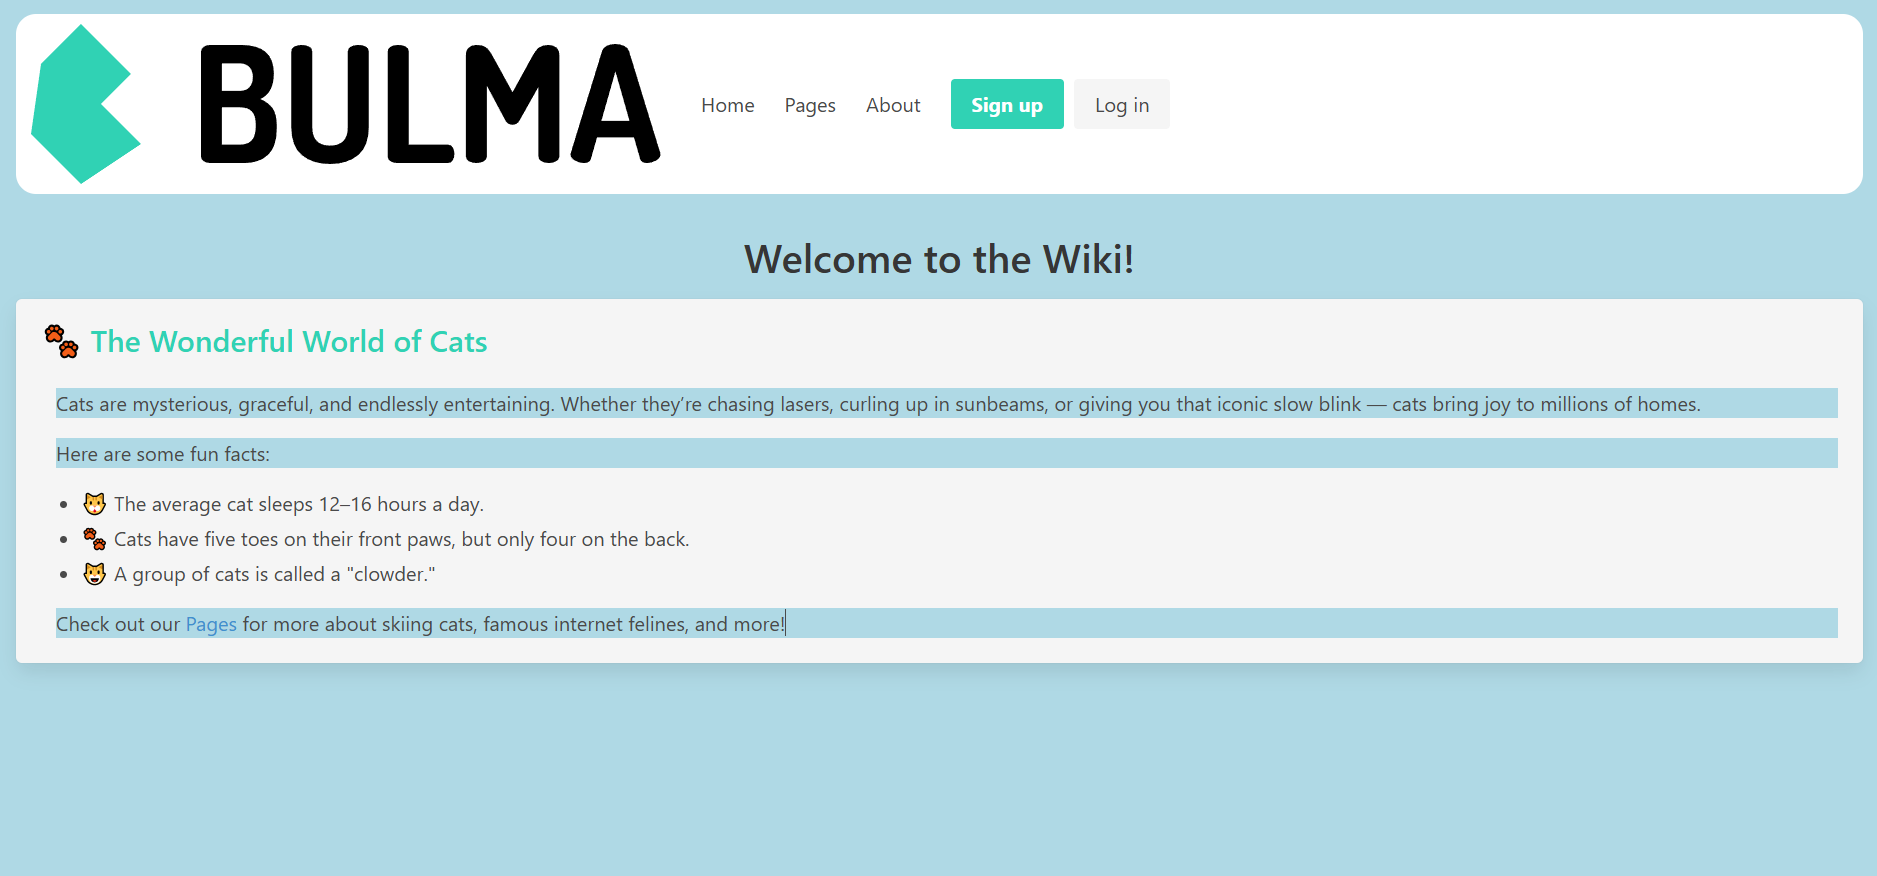 BULMA
Home Pages About Sign up Log in
Welcome to the Wiki!
The Wonderful World of Cats
Cats are mysterious, graceful, and endlessly entertaining. Whether they’re chasing lasers, curling up in sunbeams, or giving you that iconic slow blink — cats bring joy to millions of homes.
Here are some fun facts:
• The average cat sleeps 12–16 hours a day.
• Cats have five toes on their front paws, but only four on the back.
• A group of cats is called a "clowder."
Check out our Pages for more about skiing cats, famous internet felines, and more!